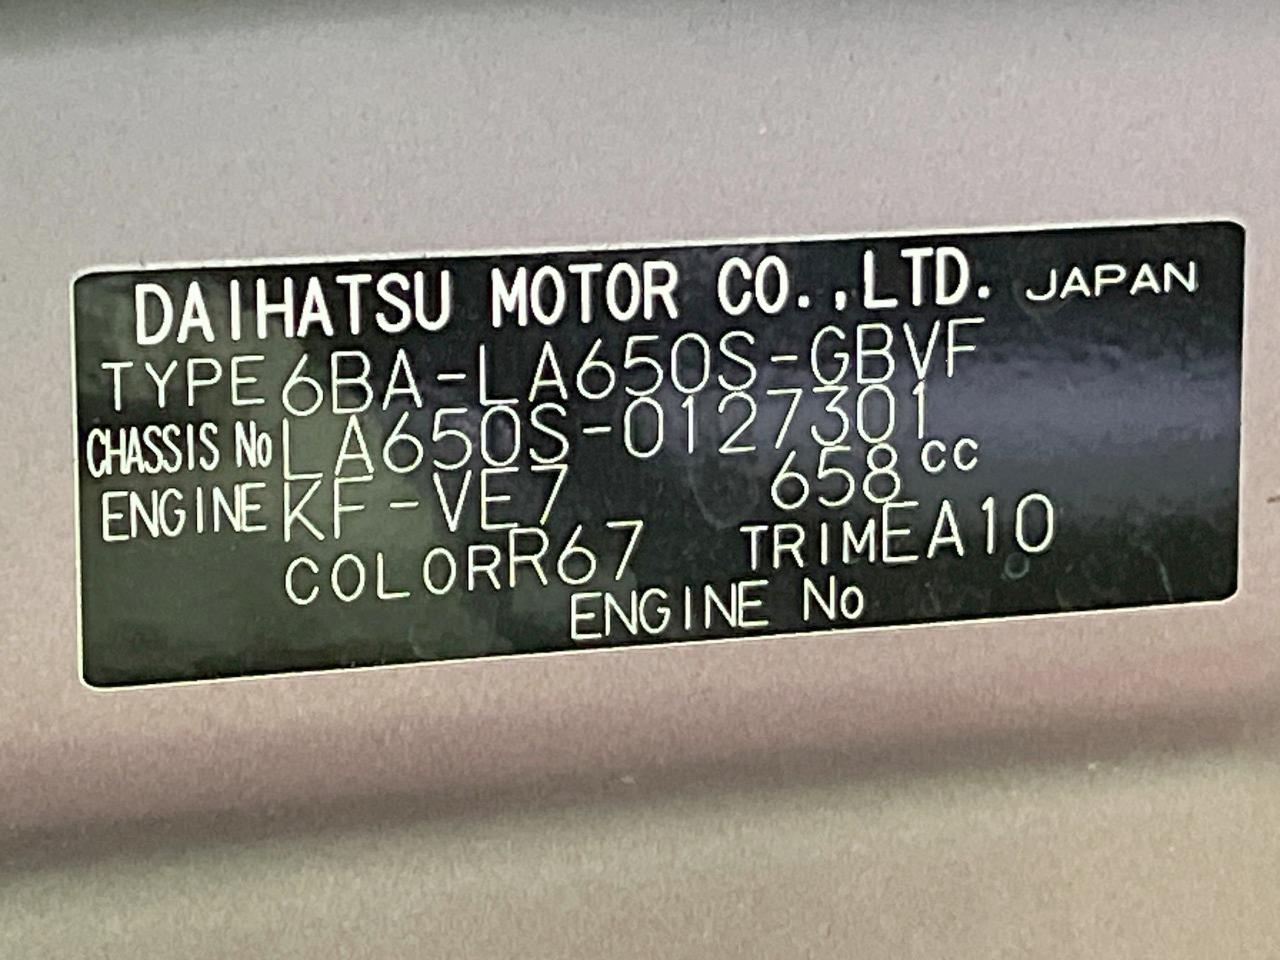 DAIHATSU MOTOR CO.,LTD. JAPAN
TYPE 6BA-LA650S-GBVF
CHASSIS No LA650S-0127301
ENGINE KF-VE7 658 cc
COLOR R67 TRIM EA10
ENGINE No